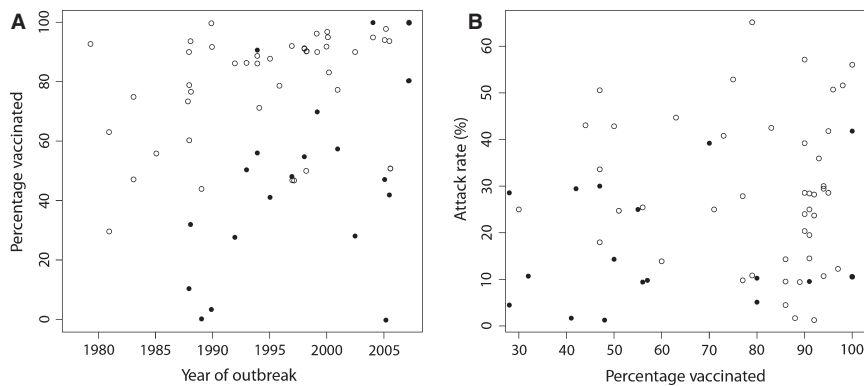 A
Percentage vaccinated
100
80
60
40
20
0
1980 1985 1990 1995 2000 2005
Year of outbreak
B
Attack rate (%)
60
50
40
30
20
10
0
30 40 50 60 70 80 90 100
Percentage vaccinated